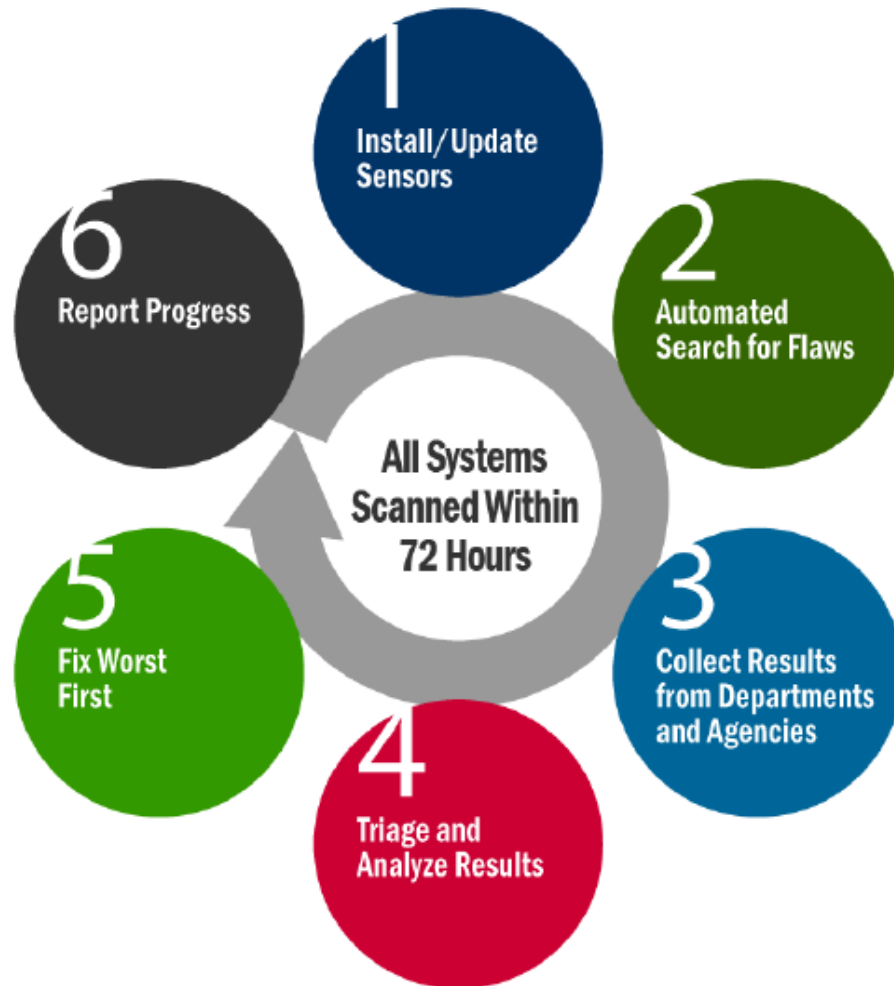 1
Install/Update
Sensors
2
Automated
Search for Flaws
3
Collect Results
from Departments
and Agencies
4
Triage and
Analyze Results
5
Fix Worst
First
6
Report Progress
All Systems
Scanned Within
72 Hours